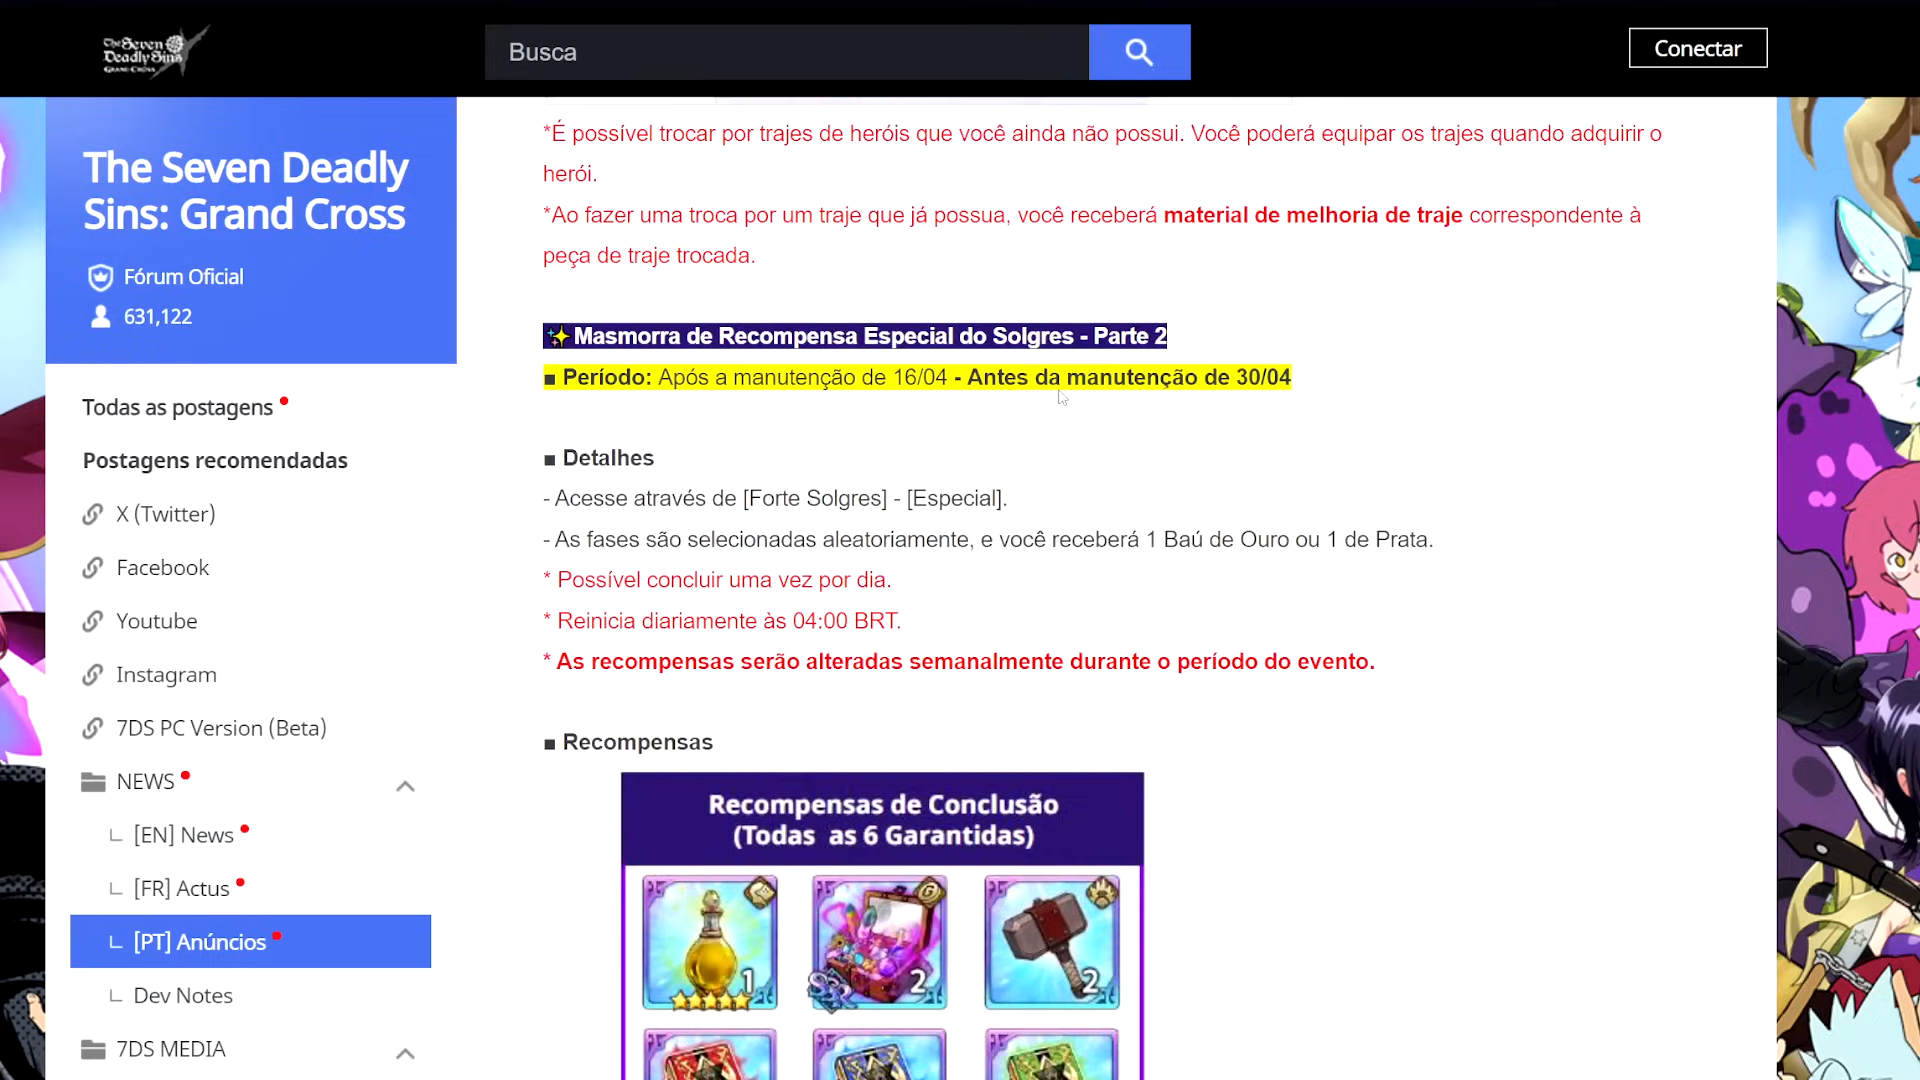 The Seven
Deadly Sins
GRAND CROSS
Busca
Conectar
The Seven Deadly
Sins: Grand Cross
Fórum Oficial
631,122
Todas as postagens
Postagens recomendadas
X (Twitter)
Facebook
Youtube
Instagram
7DS PC Version (Beta)
NEWS
[EN] News
[FR] Actus
[PT] Anúncios
Dev Notes
7DS MEDIA
*É possível trocar por trajes de heróis que você ainda não possui. Você poderá equipar os trajes quando adquirir o
herói.
*Ao fazer uma troca por um traje que já possua, você receberá material de melhoria de traje correspondente à
peça de traje trocada.
✨Masmorra de Recompensa Especial do Solgres - Parte 2
■ Período: Após a manutenção de 16/04 - Antes da manutenção de 30/04
■ Detalhes
- Acesse através de [Forte Solgres] - [Especial].
- As fases são selecionadas aleatoriamente, e você receberá 1 Baú de Ouro ou 1 de Prata.
* Possível concluir uma vez por dia.
* Reinicia diariamente às 04:00 BRT.
* As recompensas serão alteradas semanalmente durante o período do evento.
■ Recompensas
Recompensas de Conclusão
(Todas as 6 Garantidas)
1
G
SSR
2
2